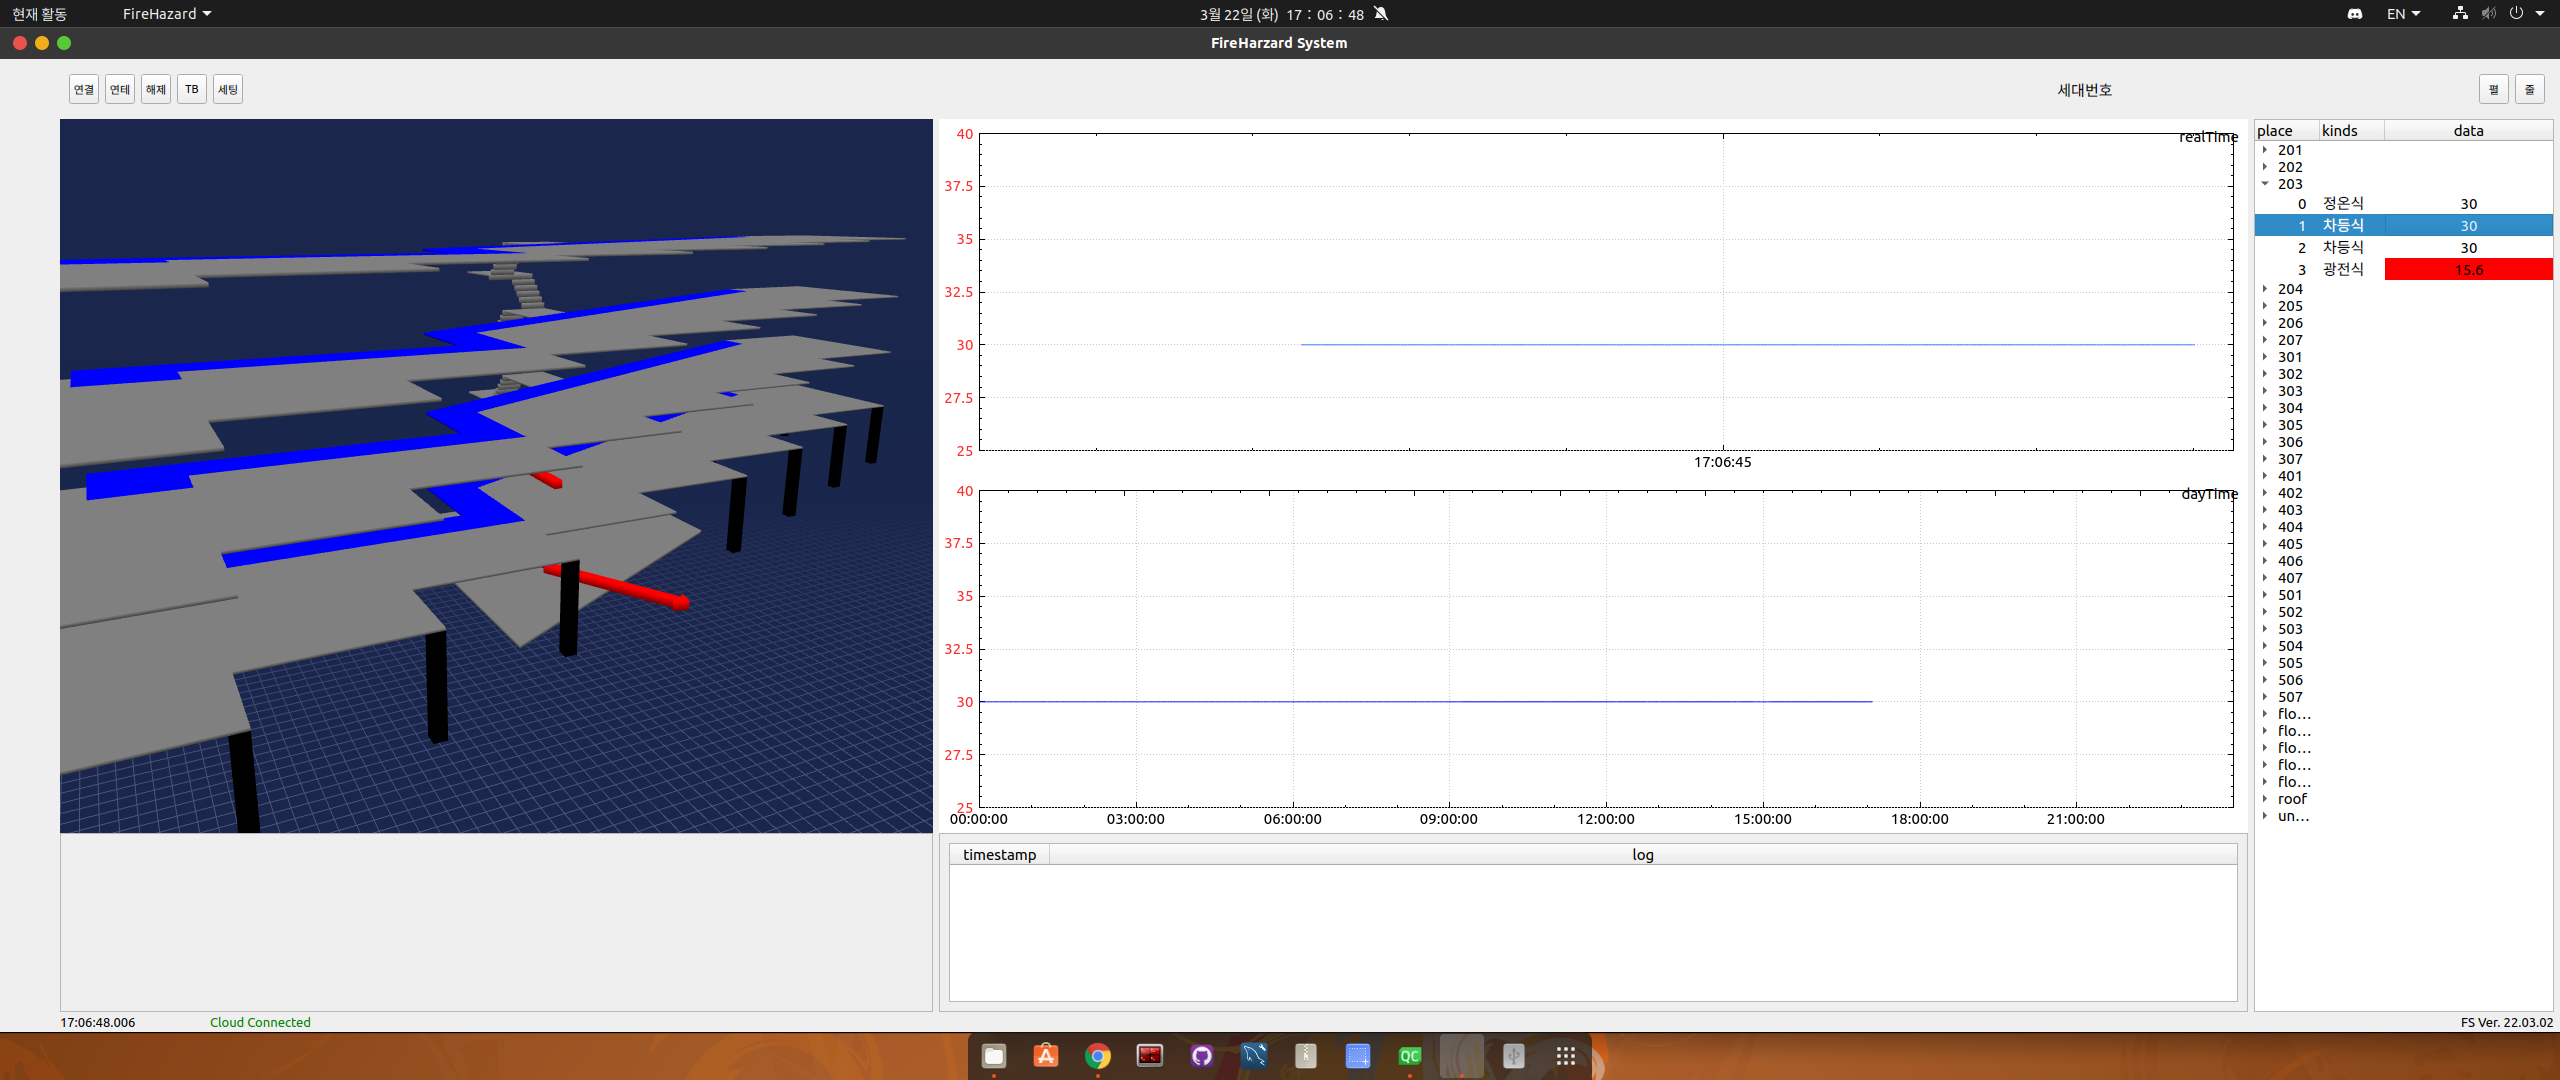 현재 활동 FireHazard 3월 22일 (화) 17 : 06 : 48 EN
FireHarzard System
연결 연테 해제 TB 세팅 세대번호 펼 줄
40
37.5
35
32.5
30
27.5
25
realTime
17:06:45
40
37.5
35
32.5
30
27.5
25
dayTime
00:00:00 03:00:00 06:00:00 09:00:00 12:00:00 15:00:00 18:00:00 21:00:00
timestamp log
place kinds data
201
202
203
0 정온식 30
1 차동식 30
2 차동식 30
3 광전식 15.6
204
205
206
207
301
302
303
304
305
306
307
401
402
403
404
405
406
407
501
502
503
504
505
506
507
flo...
flo...
flo...
flo...
flo...
roof
un...
17:06:48.006 Cloud Connected FS Ver. 22.03.02
QC